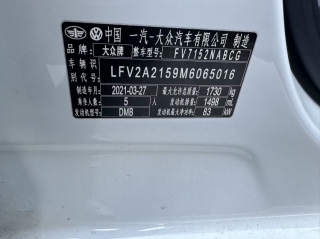 中国 一汽-大众汽车有限公司 制造
品牌 大众牌 整车型号 FV7152NABCG
车辆识别代号 LFV2A2159M6065016
制造年月 2021-03-27 最大允许总质量 1730 kg
乘坐人数 5 发动机排量 1498 mL
发动机型号 DMB 发动机最大净功率 83 kW